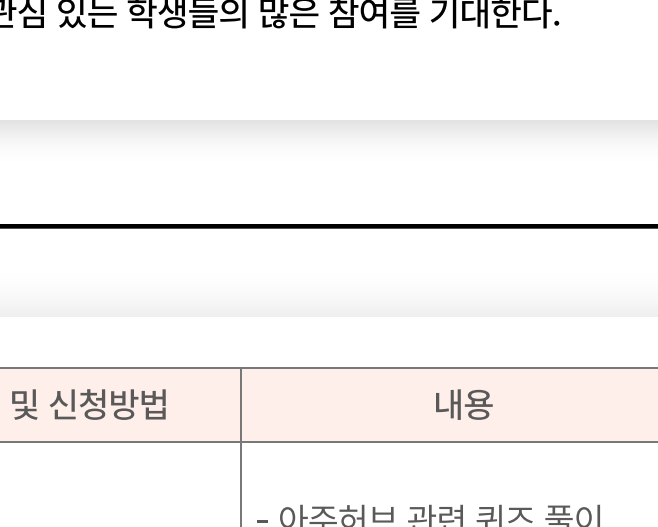 관심 있는 학생들의 많은 참여를 기대한다.
및 신청방법
내용
- 아주허브 관련 퀴즈 풀이